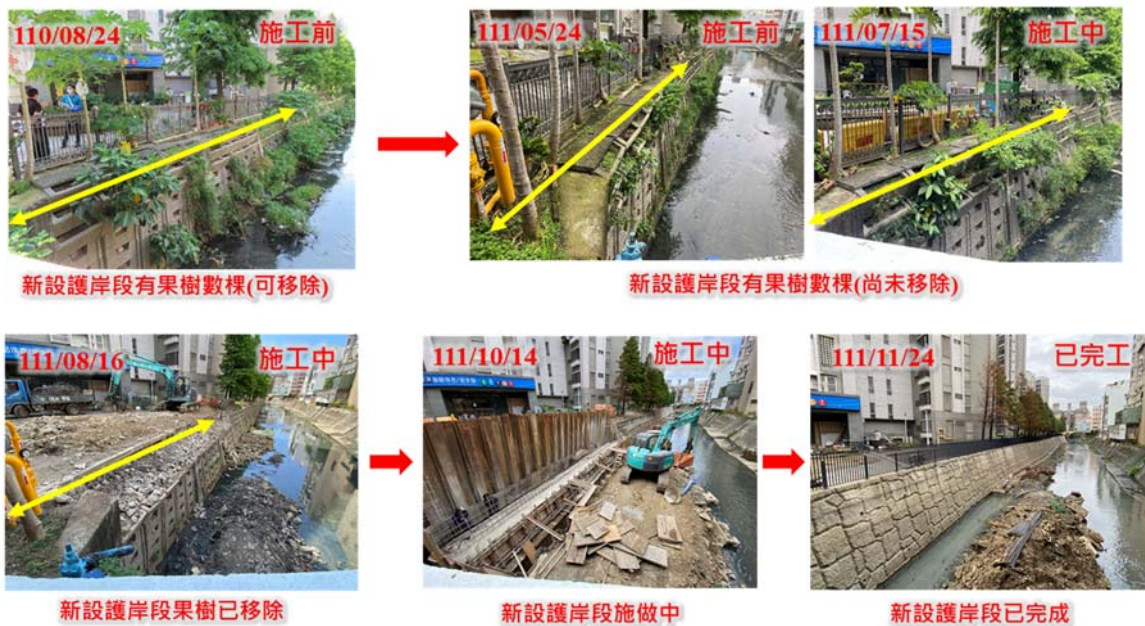 110/08/24
施工前
111/05/24
施工前
111/07/15
施工中
新設護岸段有果樹數棵(可移除)
新設護岸段有果樹數棵(尚未移除)
111/08/16
施工中
111/10/14
施工中
111/11/24
已完工
新設護岸段果樹已移除
新設護岸段施做中
新設護岸段已完成